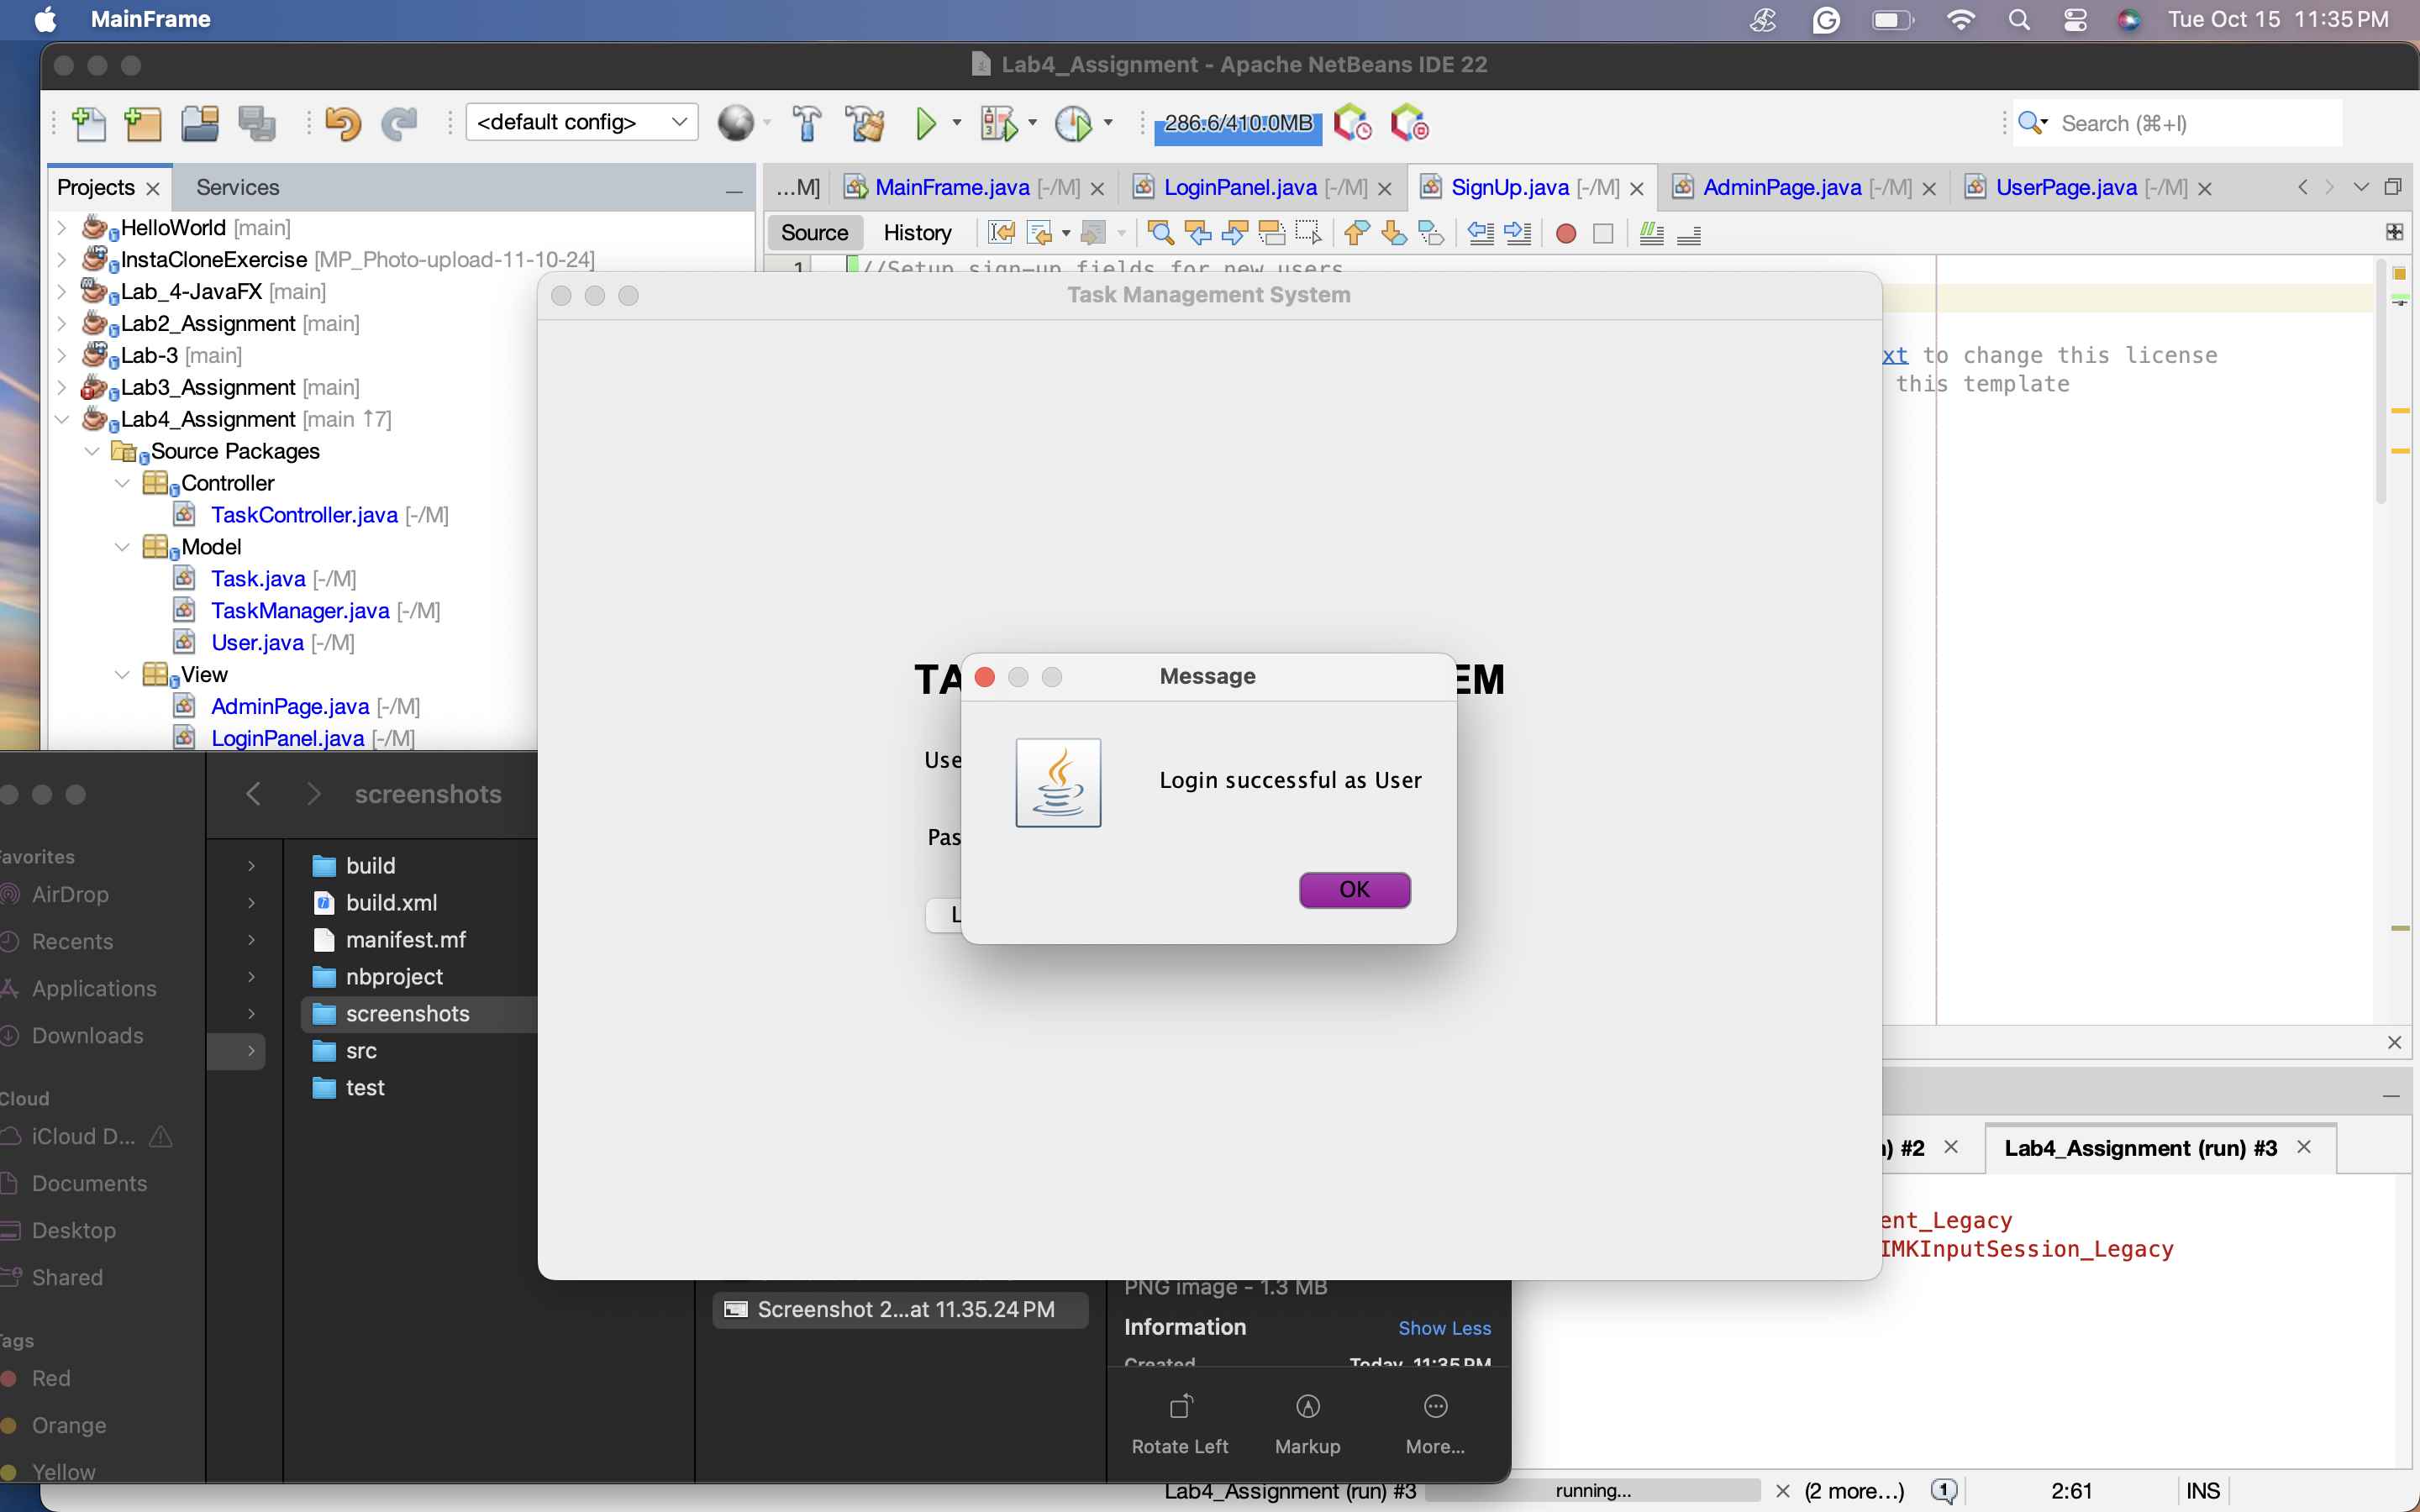 MainFrame
Tue Oct 15 11:35 PM
Lab4_Assignment - Apache NetBeans IDE 22
<default config>
286.6/410.0MB
Search (⌘+I)
Projects
Services
...M]
MainFrame.java [-/M]
LoginPanel.java [-/M]
SignUp.java [-/M]
AdminPage.java [-/M]
UserPage.java [-/M]
Source
History
1 //Setup sign-up fields for new users
xt to change this license
this template
HelloWorld [main]
InstaCloneExercise [MP_Photo-upload-11-10-24]
Lab_4-JavaFX [main]
Lab2_Assignment [main]
Lab-3 [main]
Lab3_Assignment [main]
Lab4_Assignment [main ↑7]
Source Packages
Controller
TaskController.java [-/M]
Model
Task.java [-/M]
TaskManager.java [-/M]
User.java [-/M]
View
AdminPage.java [-/M]
LoginPanel.java [-/M]
Task Management System
TA
EM
Use
Pas
L
Message
Login successful as User
OK
screenshots
avorites
AirDrop
Recents
Applications
Downloads
Cloud
iCloud D...
Documents
Desktop
Shared
ags
Red
Orange
Yellow
build
build.xml
manifest.mf
nbproject
screenshots
src
test
Screenshot 2...at 11.35.24 PM
PNG image - 1.3 MB
Information
Show Less
Created
Today, 11:35 PM
Rotate Left
Markup
More...
) #2
Lab4_Assignment (run) #3
ent_Legacy
IMKInputSession_Legacy
Lab4_Assignment (run) #3
running...
(2 more...)
1
2:61
INS